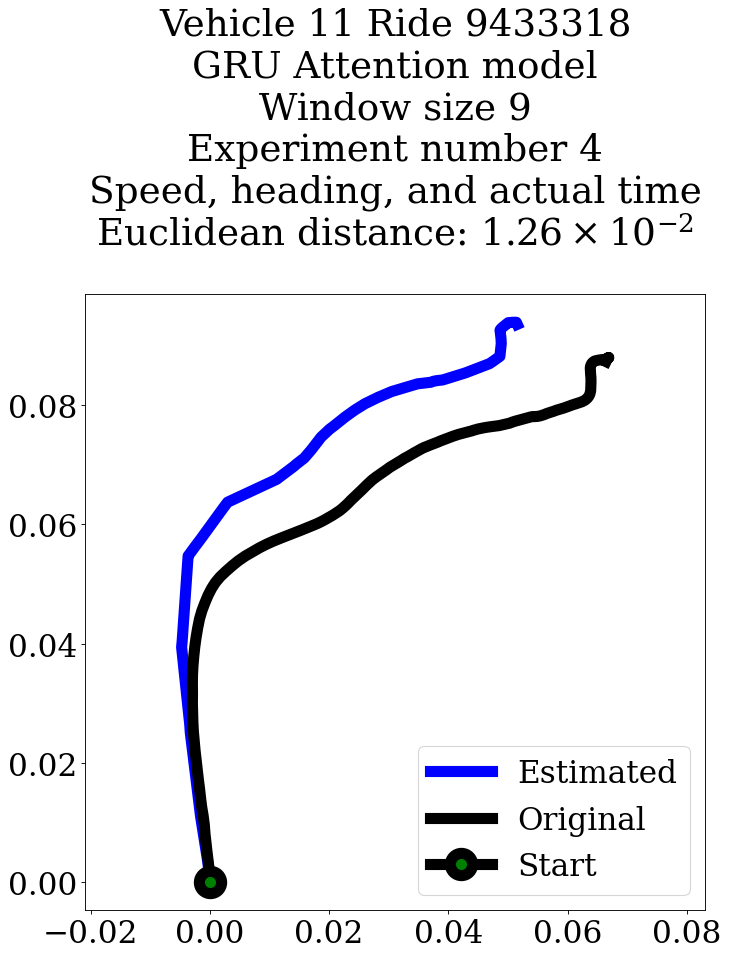 Vehicle 11 Ride 9433318
GRU Attention model
Window size 9
Experiment number 4
Speed, heading, and actual time
Euclidean distance: 1.26 × 10⁻²
0.08
0.06
0.04
0.02
0.00
Estimated
Original
Start
−0.02 0.00 0.02 0.04 0.06 0.08